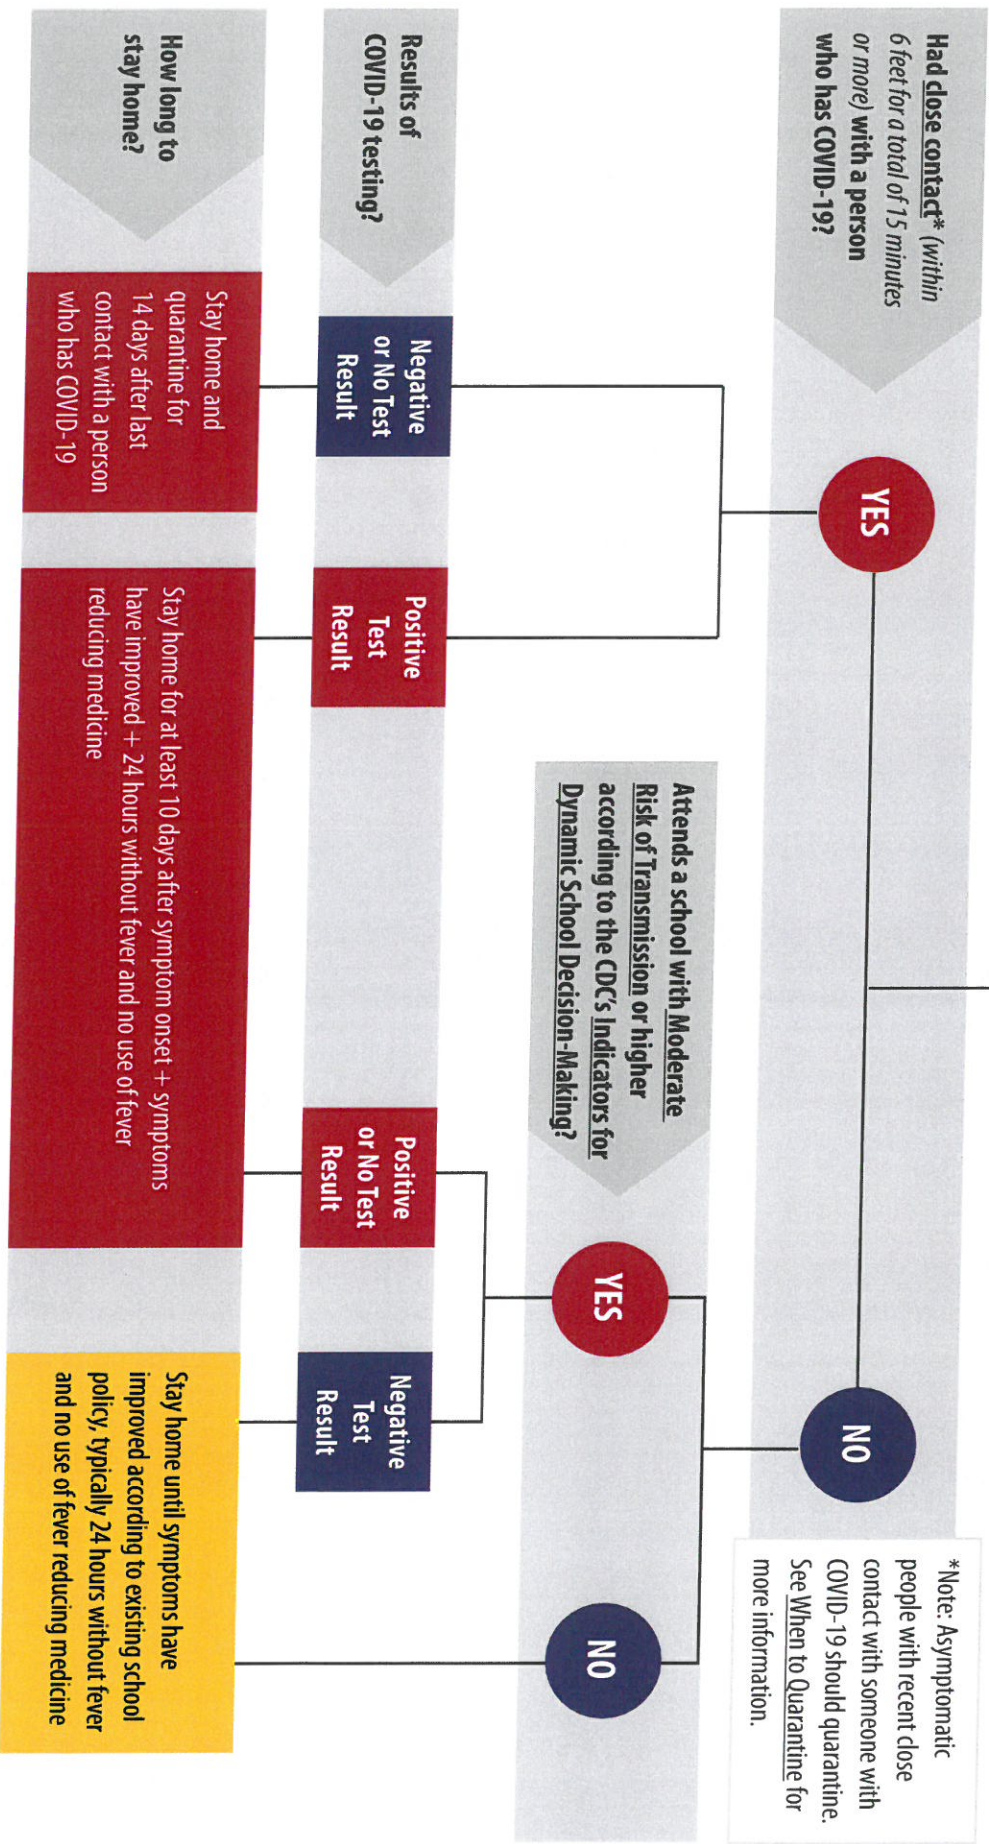 Had close contact* (within
6 feet for a total of 15 minutes
or more) with a person
who has COVID-19?
YES
NO
*Note: Asymptomatic
people with recent close
contact with someone with
COVID-19 should quarantine.
See When to Quarantine for
more information.
Attends a school with Moderate
Risk of Transmission or higher
according to the CDC's Indicators for
Dynamic School Decision-Making?
YES
NO
Results of
COVID-19 testing?
Negative
or No Test
Result
Positive
Test
Result
Positive
or No Test
Result
Negative
Test
Result
How long to
stay home?
Stay home and
quarantine for
14 days after last
contact with a person
who has COVID-19
Stay home for at least 10 days after symptom onset + symptoms
have improved + 24 hours without fever and no use of fever
reducing medicine
Stay home until symptoms have
improved according to existing school
policy, typically 24 hours without fever
and no use of fever reducing medicine